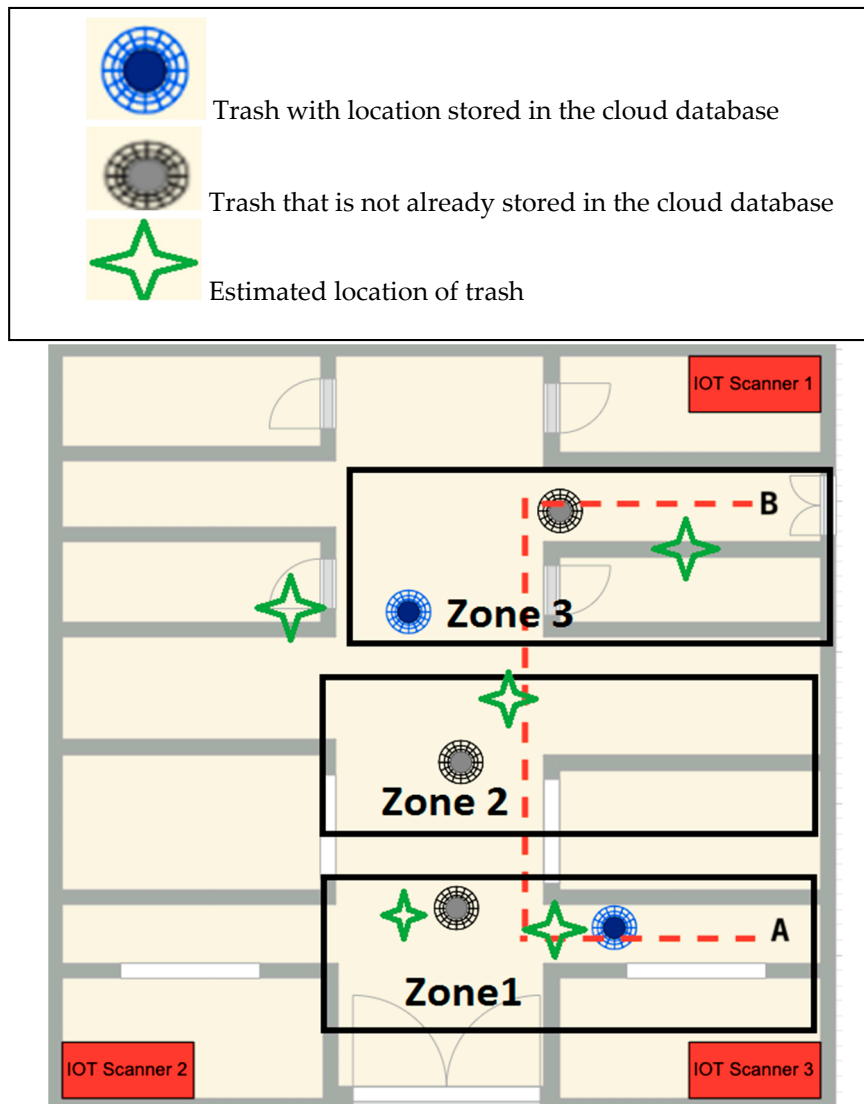 Trash with location stored in the cloud database
Trash that is not already stored in the cloud database
Estimated location of trash
IOT Scanner 1
B
Zone 3
Zone 2
A
Zone1
IOT Scanner 2
IOT Scanner 3